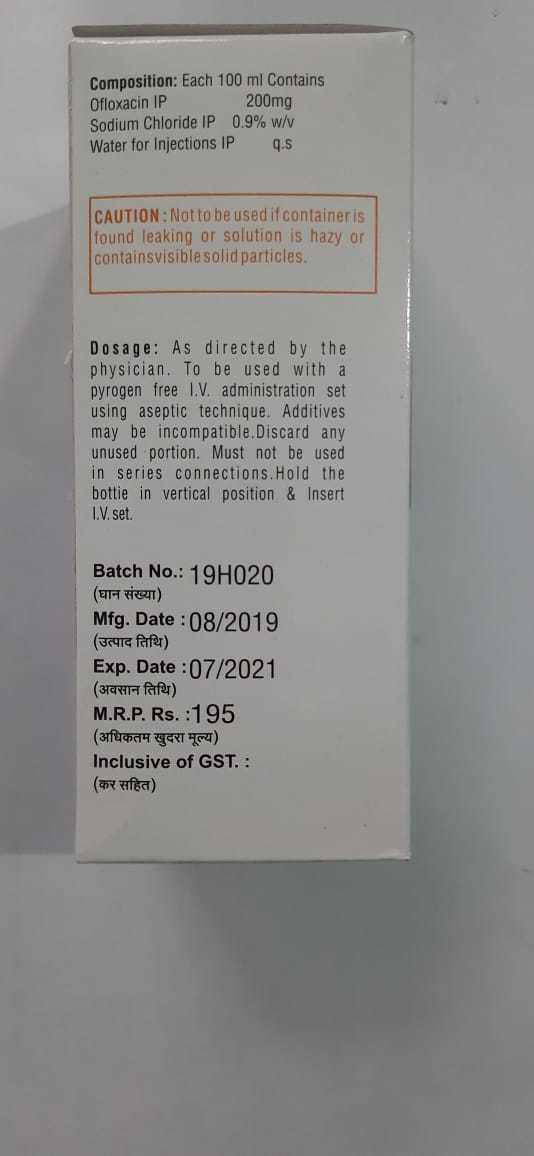 Composition: Each 100 ml Contains
Ofloxacin IP 200mg
Sodium Chloride IP 0.9% w/v
Water for Injections IP q.s
CAUTION : Not to be used if container is
found leaking or solution is hazy or
contains visible solid particles.
Dosage: As directed by the
physician. To be used with a
pyrogen free I.V. administration set
using aseptic technique. Additives
may be incompatible.Discard any
unused portion. Must not be used
in series connections.Hold the
bottie in vertical position & Insert
I.V. set.
Batch No.: 19H020
(घान संख्या)
Mfg. Date : 08/2019
(उत्पाद तिथि)
Exp. Date : 07/2021
(अवसान तिथि)
M.R.P. Rs. :195
(अधिकतम खुदरा मूल्य)
Inclusive of GST. :
(कर सहित)